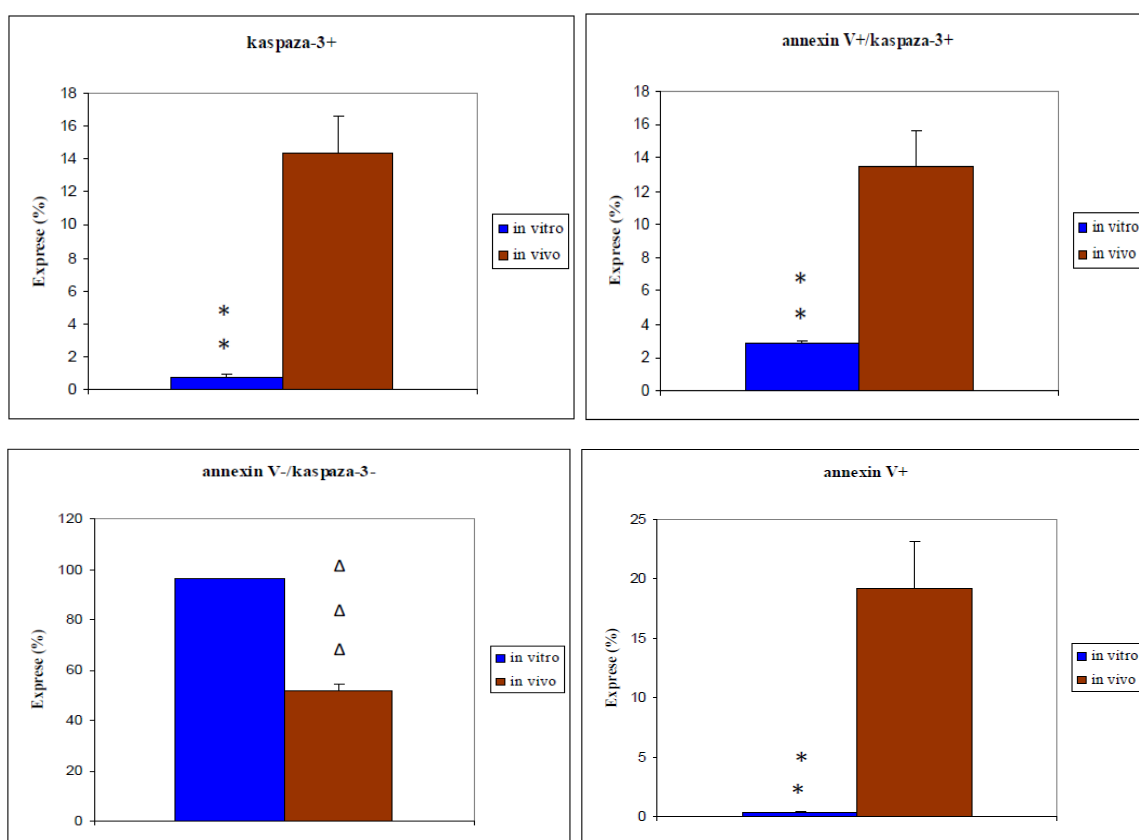 kaspaza-3+
18
16
14
12
10
8
6
4
2
0
Exprese (%)
*
*
in vitro
in vivo
annexin V+/kaspaza-3+
18
16
14
12
10
8
6
4
2
0
Exprese (%)
*
*
in vitro
in vivo
annexin V-/kaspaza-3-
120
100
80
60
40
20
0
Exprese (%)
Δ
Δ
Δ
in vitro
in vivo
annexin V+
25
20
15
10
5
0
Exprese (%)
*
*
in vitro
in vivo